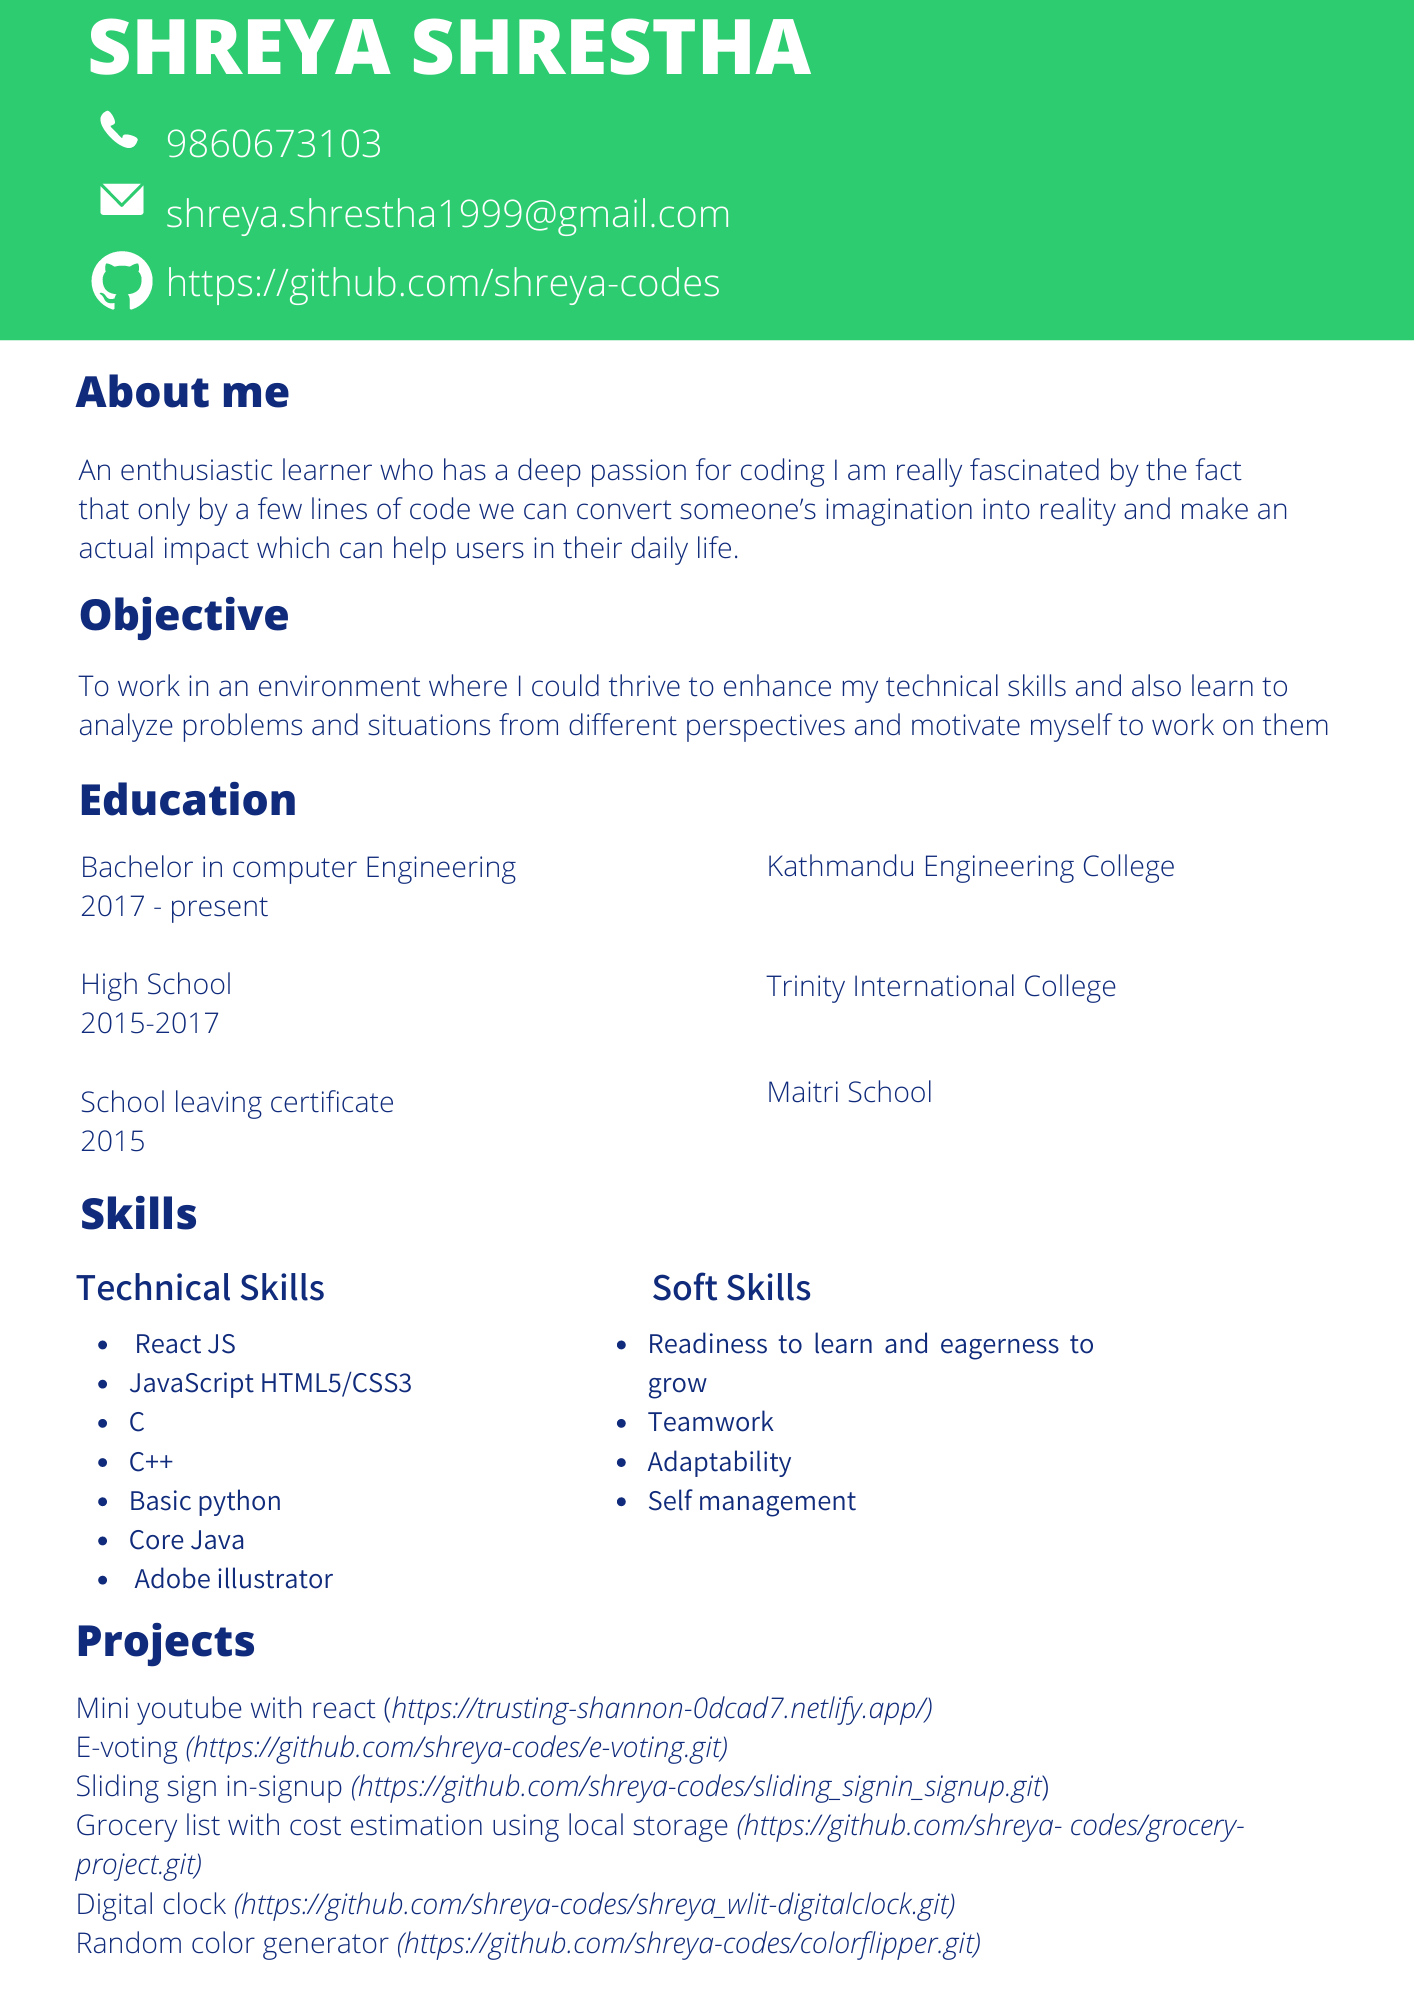 SHREYA SHRESTHA
9860673103
shreya.shrestha1999@gmail.com
https://github.com/shreya-codes
About me
An enthusiastic learner who has a deep passion for coding I am really fascinated by the fact
that only by a few lines of code we can convert someone’s imagination into reality and make an
actual impact which can help users in their daily life.
Objective
To work in an environment where I could thrive to enhance my technical skills and also learn to
analyze problems and situations from different perspectives and motivate myself to work on them
Education
Bachelor in computer Engineering
2017 - present
Kathmandu Engineering College
High School
2015-2017
Trinity International College
School leaving certificate
2015
Maitri School
Skills
Technical Skills
• React JS
• JavaScript HTML5/CSS3
• C
• C++
• Basic python
• Core Java
• Adobe illustrator
Soft Skills
• Readiness to learn and eagerness to
grow
• Teamwork
• Adaptability
• Self management
Projects
Mini youtube with react (https://trusting-shannon-0dcad7.netlify.app/)
E-voting (https://github.com/shreya-codes/e-voting.git)
Sliding sign in-signup (https://github.com/shreya-codes/sliding_signin_signup.git)
Grocery list with cost estimation using local storage (https://github.com/shreya- codes/grocery-
project.git)
Digital clock (https://github.com/shreya-codes/shreya_wlit-digitalclock.git)
Random color generator (https://github.com/shreya-codes/colorflipper.git)